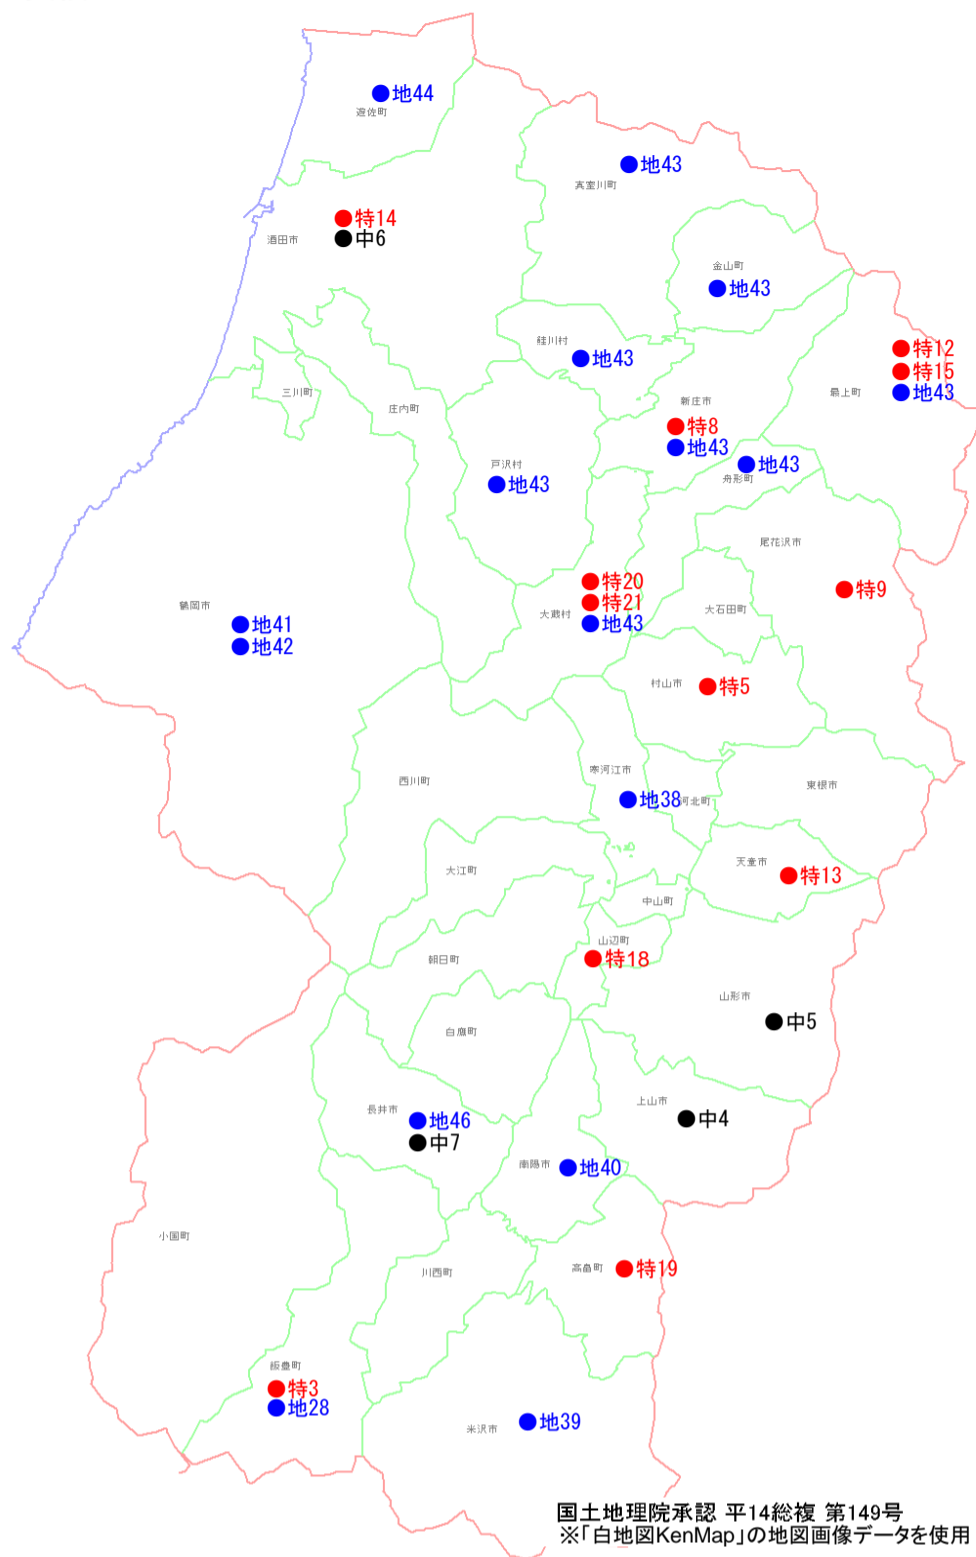 地44
遊佐町
地43
真室川町
特14
酒田市
中6
金山町
地43
鮭川村
地43
特12
特15
最上町
地43
三川町
庄内町
新庄市
特8
地43
戸沢村
地43
地43
舟形町
尾花沢市
特9
特20
特21
大蔵村
地43
大石田町
鶴岡市
地41
地42
村山市
特5
西川町
寒河江市
地38
河北町
東根市
大江町
天童市
特13
中山町
山辺町
特18
朝日町
山形市
中5
白鷹町
長井市
地46
中7
上山市
中4
南陽市
地40
小国町
川西町
高畠町
特19
飯豊町
特3
地28
米沢市
地39
国土地理院承認 平14総複 第149号
※「白地図KenMap」の地図画像データを使用